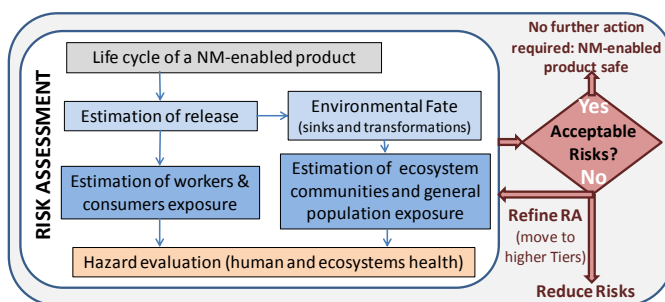 RISK ASSESSMENT
Life cycle of a NM-enabled product
Estimation of release
Environmental Fate
(sinks and transformations)
Estimation of workers &
consumers exposure
Estimation of ecosystem
communities and general
population exposure
Hazard evaluation (human and ecosystems health)
No further action
required: NM-enabled
product safe
Yes
Acceptable
Risks?
No
Refine RA
(move to
higher Tiers)
Reduce Risks